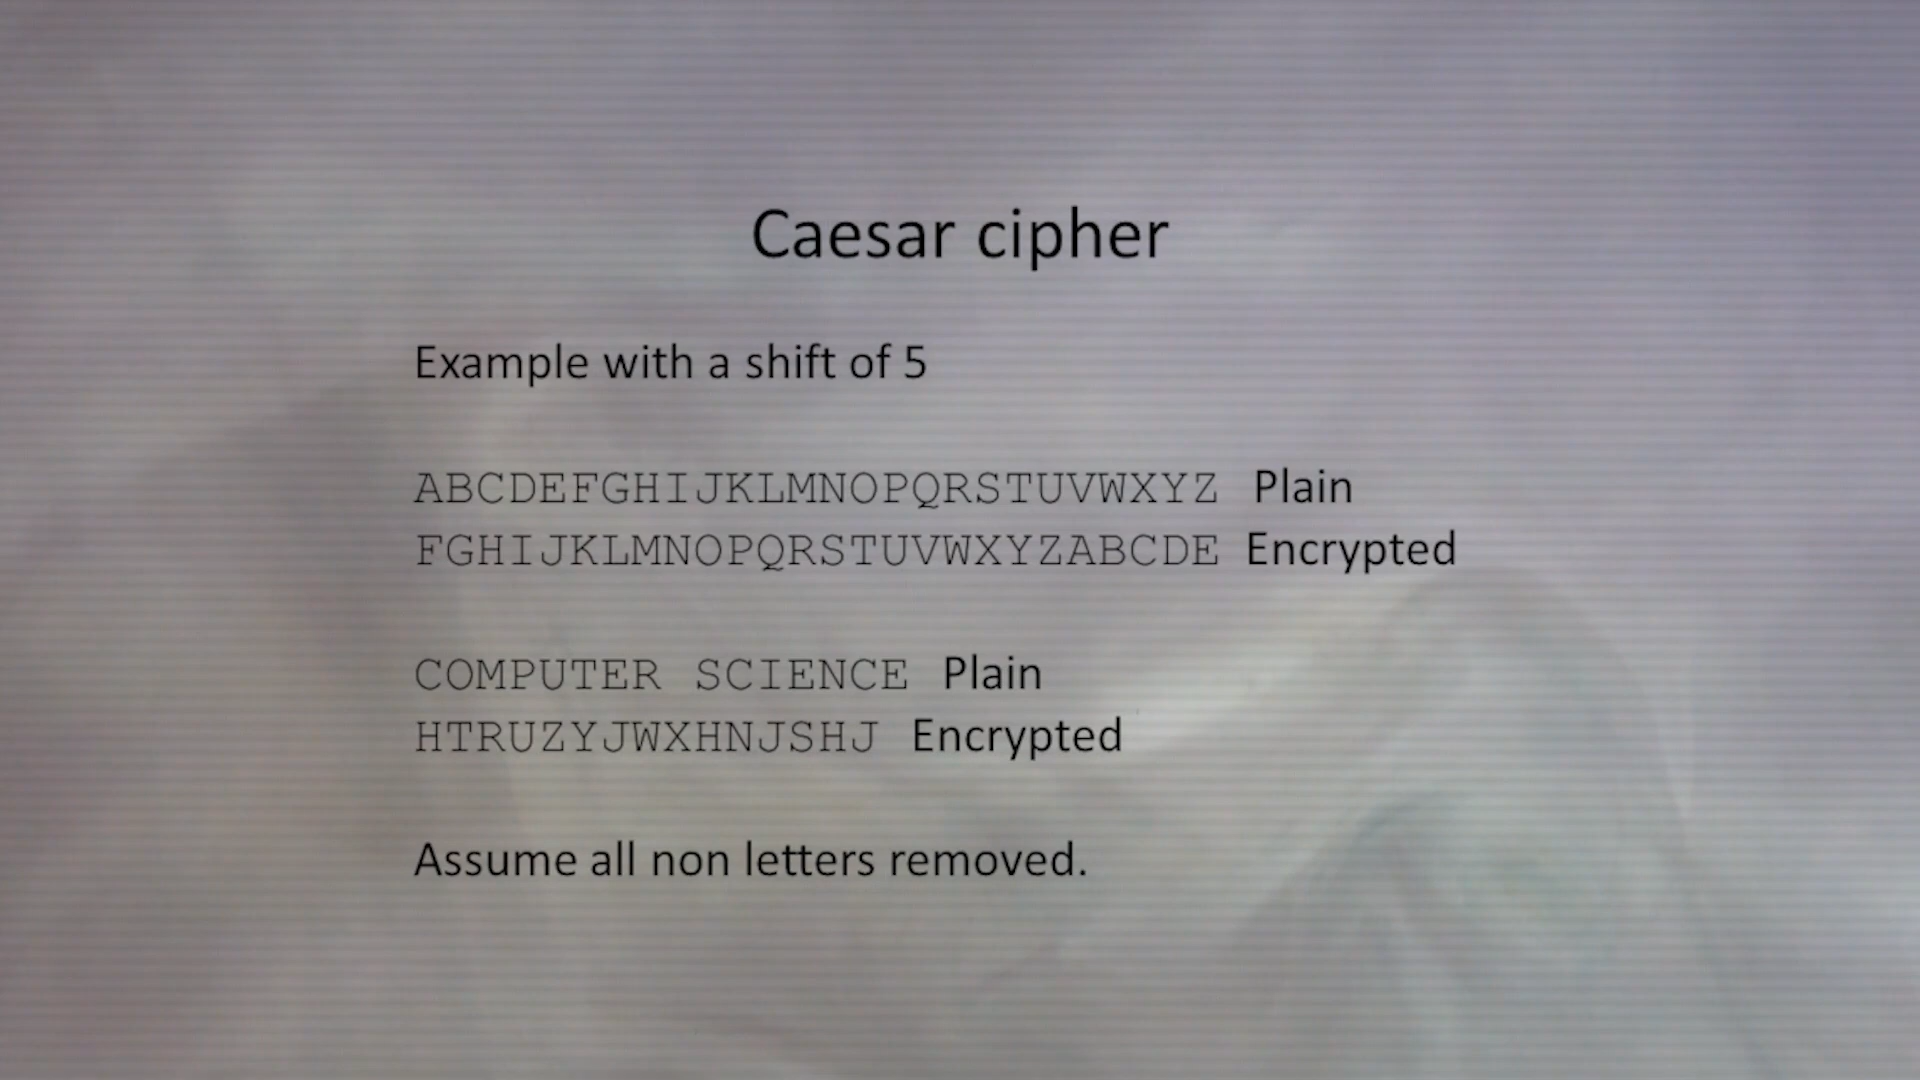 Caesar cipher
Example with a shift of 5
ABCDEFGHIJKLMNOPQRSTUVWXYZ Plain
FGHIJKLMNOPQRSTUVWXYZABCDE Encrypted
COMPUTER SCIENCE Plain
HTRUZYJWXHNJSHJ Encrypted
Assume all non letters removed.